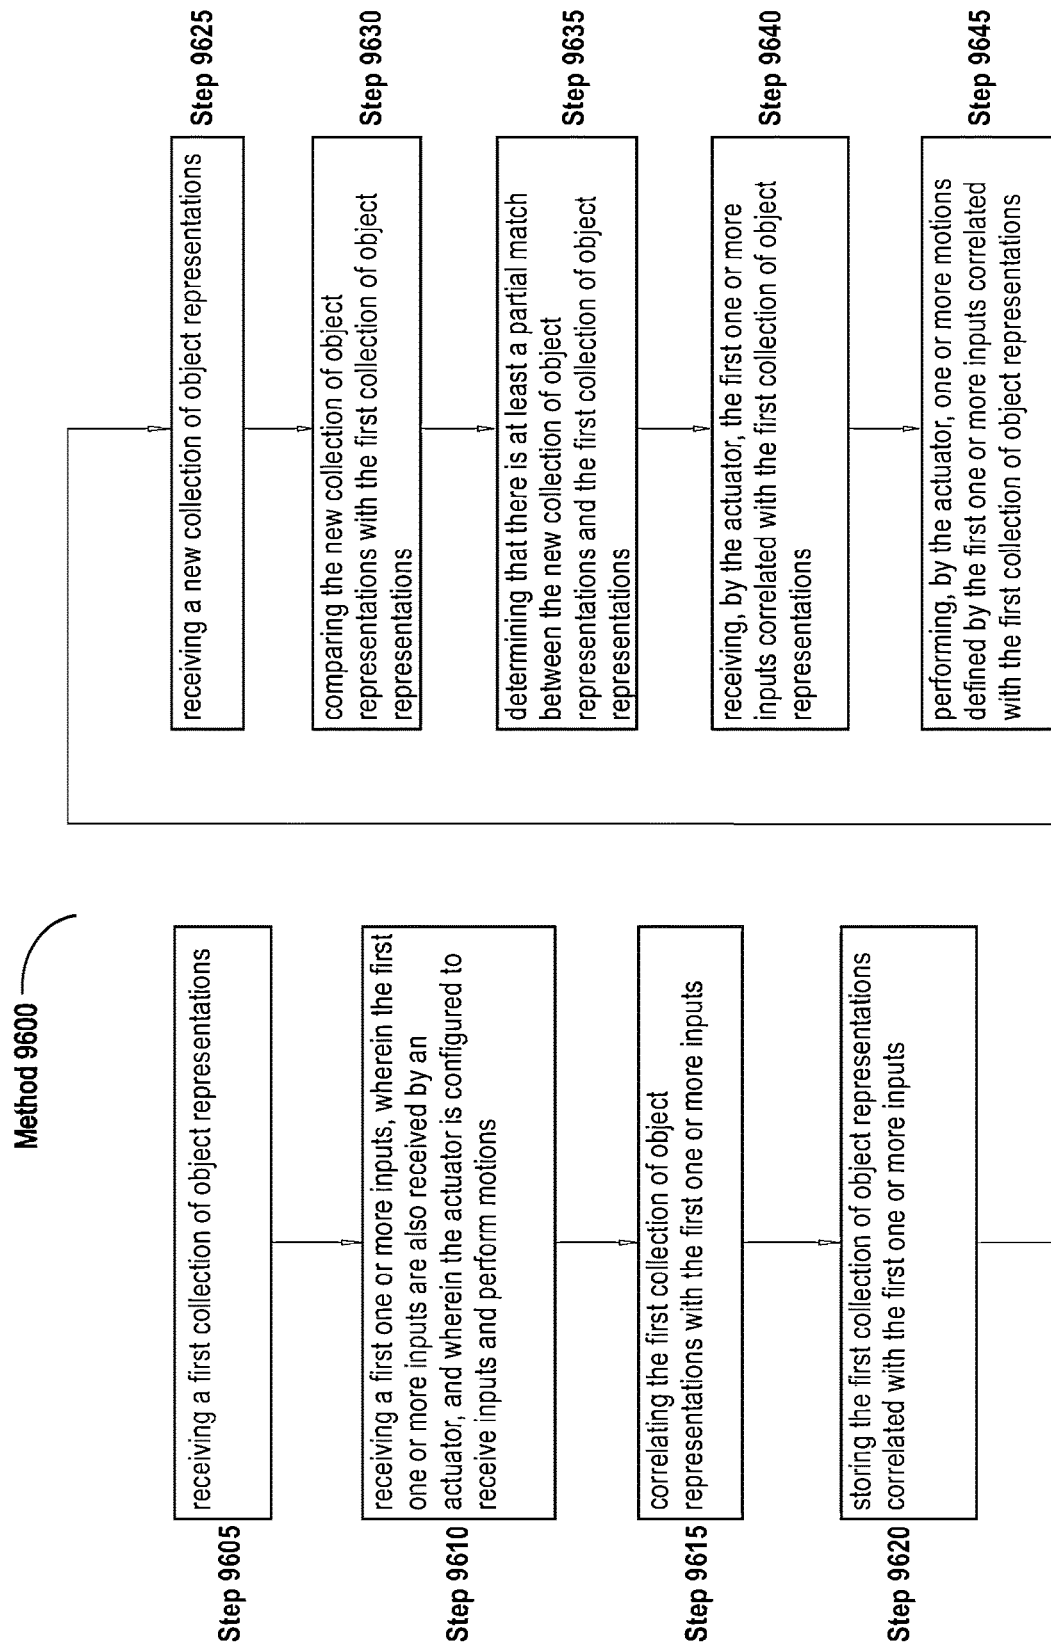 Method 9600
Step 9605
receiving a first collection of object representations
Step 9610
receiving a first one or more inputs, wherein the first
one or more inputs are also received by an
actuator, and wherein the actuator is configured to
receive inputs and perform motions
Step 9615
correlating the first collection of object
representations with the first one or more inputs
Step 9620
storing the first collection of object representations
correlated with the first one or more inputs
receiving a new collection of object representations
Step 9625
comparing the new collection of object
representations with the first collection of object
representations
Step 9630
determining that there is at least a partial match
between the new collection of object
representations and the first collection of object
representations
Step 9635
receiving, by the actuator, the first one or more
inputs correlated with the first collection of object
representations
Step 9640
performing, by the actuator, one or more motions
defined by the first one or more inputs correlated
with the first collection of object representations
Step 9645